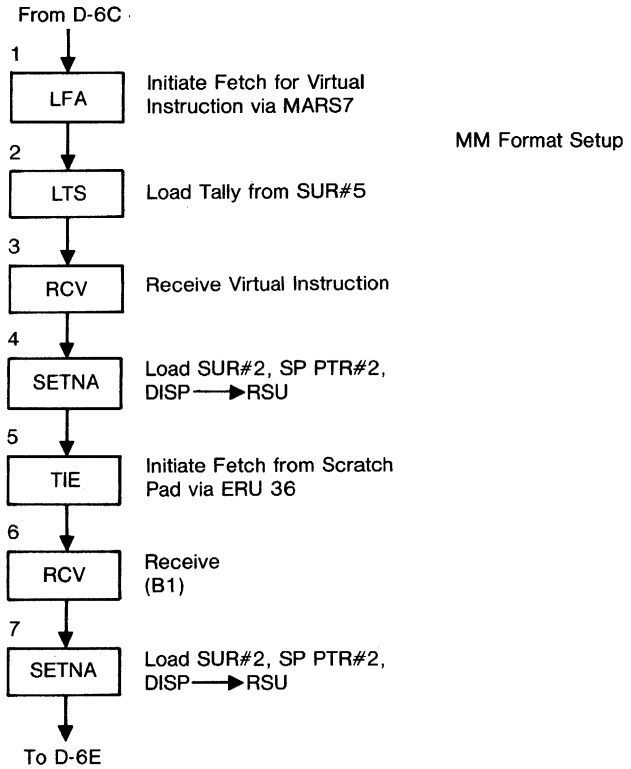 From D-6C
1
LFA
Initiate Fetch for Virtual
Instruction via MARS7
MM Format Setup
2
LTS
Load Tally from SUR#5
3
RCV
Receive Virtual Instruction
4
SETNA
Load SUR#2, SP PTR#2,
DISP→RSU
5
TIE
Initiate Fetch from Scratch
Pad via ERU 36
6
RCV
Receive
(B1)
7
SETNA
Load SUR#2, SP PTR#2,
DISP→RSU
To D-6E